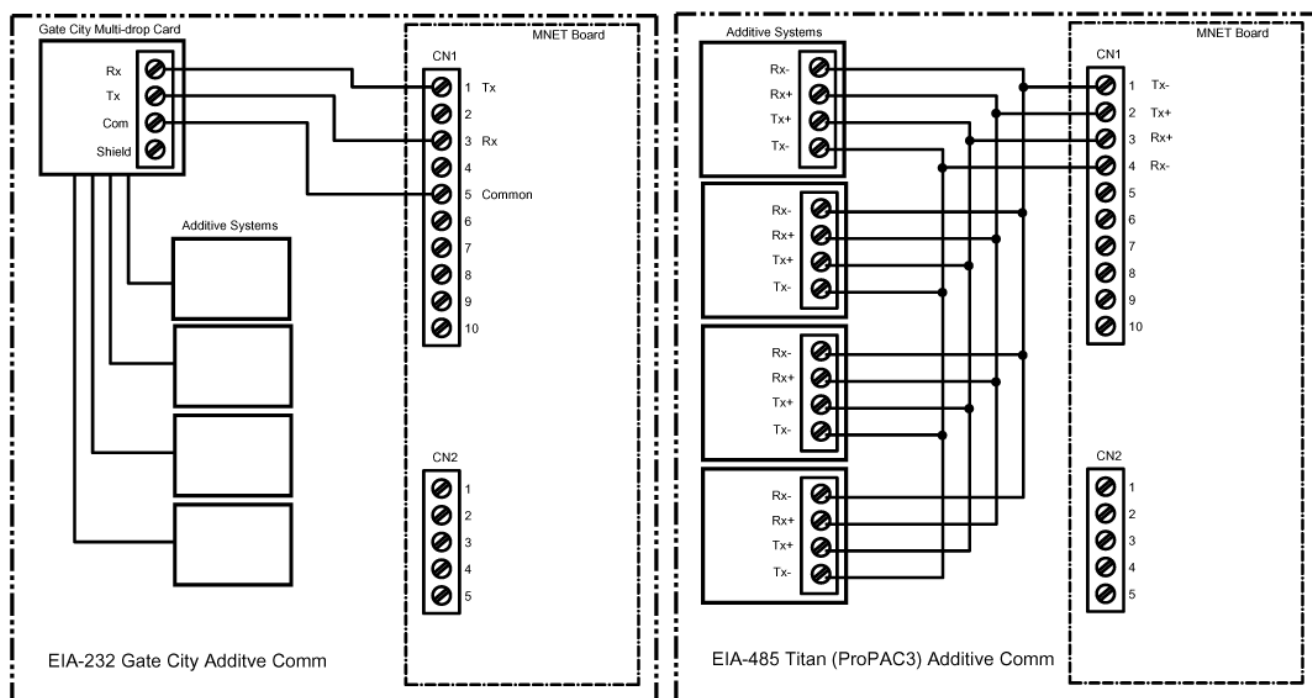 Gate City Multi-drop Card
MNET Board
CN1
Rx
Tx
Com
Shield
1 Tx
2
3 Rx
4
5 Common
6
7
8
9
10
Additive Systems
CN2
1
2
3
4
5
EIA-232 Gate City Additve Comm
Additive Systems
MNET Board
CN1
Rx-
Rx+
Tx+
Tx-
1 Tx-
2 Tx+
3 Rx+
4 Rx-
5
6
7
8
9
10
Rx-
Rx+
Tx+
Tx-
Rx-
Rx+
Tx+
Tx-
Rx-
Rx+
Tx+
Tx-
CN2
1
2
3
4
5
EIA-485 Titan (ProPAC3) Additive Comm